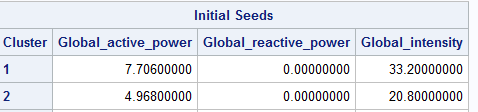 Initial Seeds
Cluster Global_active_power Global_reactive_power Global_intensity
1 7.70600000 0.00000000 33.20000000
2 4.96800000 0.00000000 20.80000000